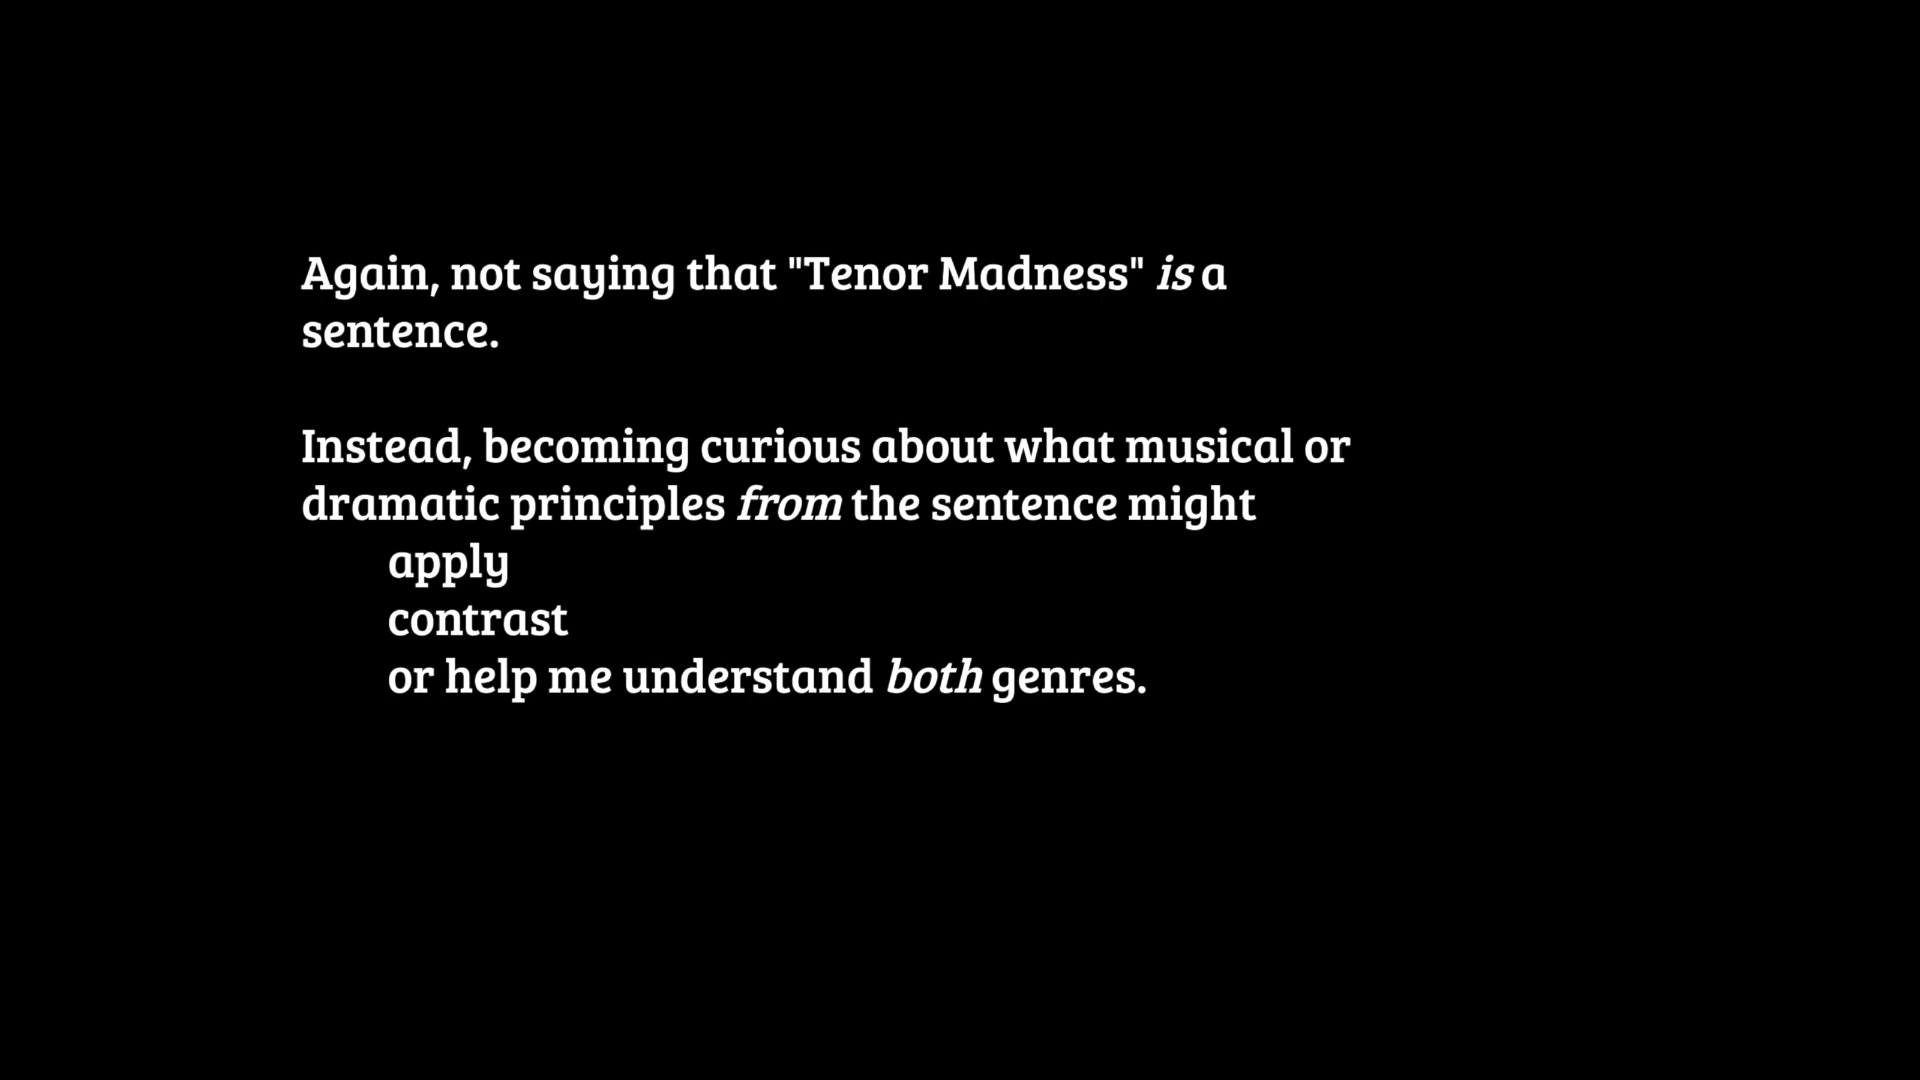 Again, not saying that "Tenor Madness" is a
sentence.
Instead, becoming curious about what musical or
dramatic principles from the sentence might
apply
contrast
or help me understand both genres.